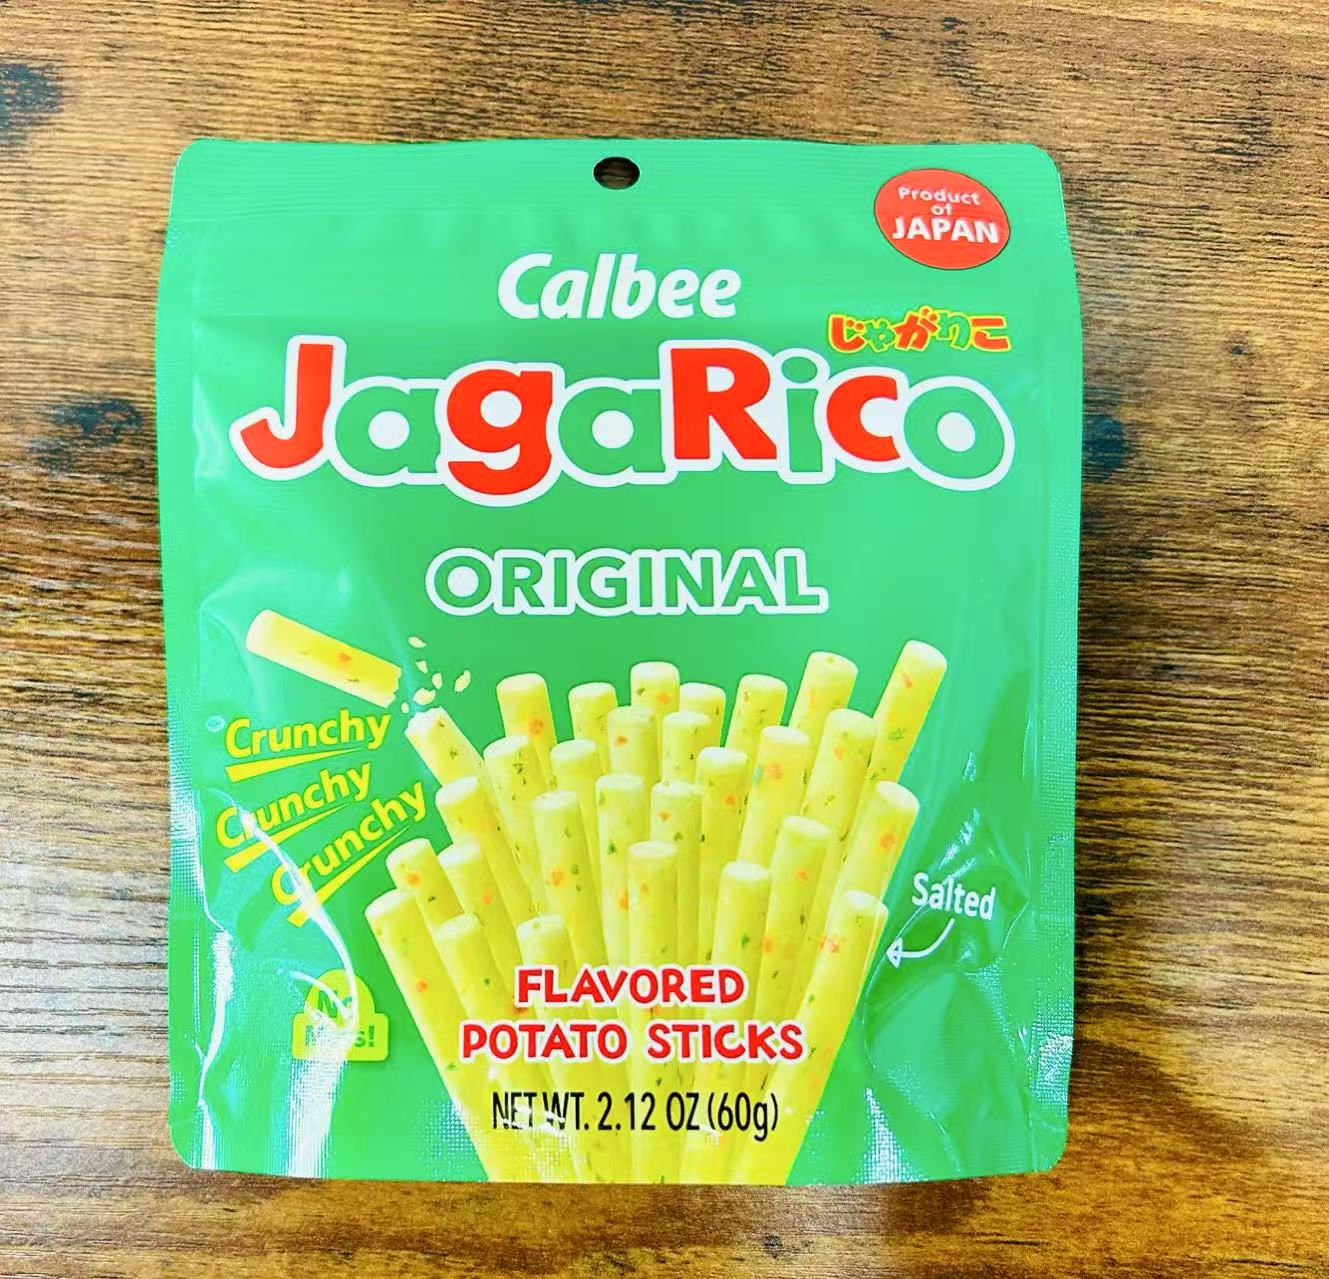 Product
of
JAPAN
Calbee
じゃがりこ
JagaRico
ORIGINAL
Crunchy
Crunchy
Crunchy
Salted
FLAVORED
POTATO STICKS
NET WT. 2.12 OZ (60g)